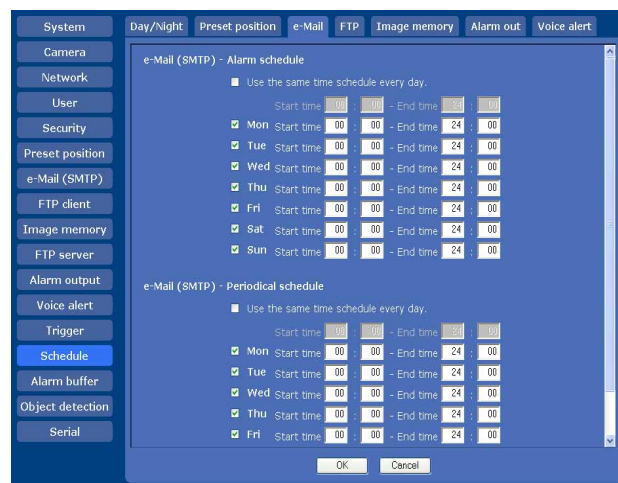 System
Camera
Network
User
Security
Preset position
e-Mail (SMTP)
FTP client
Image memory
FTP server
Alarm output
Voice alert
Trigger
Schedule
Alarm buffer
Object detection
Serial
Day/Night Preset position e-Mail FTP Image memory Alarm out Voice alert
e-Mail (SMTP) - Alarm schedule
Use the same time schedule every day.
Start time 00 : 00 - End time 24 : 00
Mon Start time 00 : 00 - End time 24 : 00
Tue Start time 00 : 00 - End time 24 : 00
Wed Start time 00 : 00 - End time 24 : 00
Thu Start time 00 : 00 - End time 24 : 00
Fri Start time 00 : 00 - End time 24 : 00
Sat Start time 00 : 00 - End time 24 : 00
Sun Start time 00 : 00 - End time 24 : 00
e-Mail (SMTP) - Periodical schedule
Use the same time schedule every day.
Start time 00 : 00 - End time 24 : 00
Mon Start time 00 : 00 - End time 24 : 00
Tue Start time 00 : 00 - End time 24 : 00
Wed Start time 00 : 00 - End time 24 : 00
Thu Start time 00 : 00 - End time 24 : 00
Fri Start time 00 : 00 - End time 24 : 00
OK Cancel